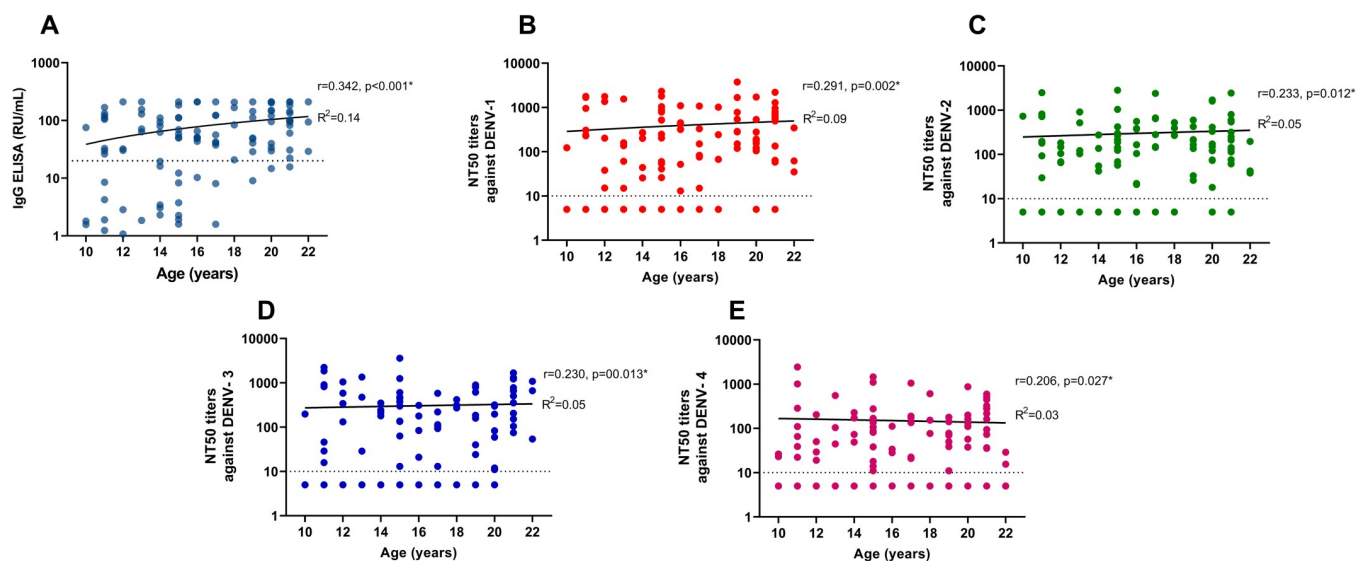 A
IgG ELISA (RU/mL)
1000
100
10
1
10 12 14 16 18 20 22
Age (years)
r=0.342, p<0.001*
R²=0.14
B
NT50 titers
against DENV-1
10000
1000
100
10
1
10 12 14 16 18 20 22
Age (years)
r=0.291, p=0.002*
R²=0.09
C
NT50 titers
against DENV-2
10000
1000
100
10
1
10 12 14 16 18 20 22
Age (years)
r=0.233, p=0.012*
R²=0.05
D
NT50 titers
against DENV- 3
10000
1000
100
10
1
10 12 14 16 18 20 22
Age (years)
r=0.230, p=00.013*
R²=0.05
E
NT50 titers
against DENV- 4
10000
1000
100
10
1
10 12 14 16 18 20 22
Age (years)
r=0.206, p=0.027*
R²=0.03